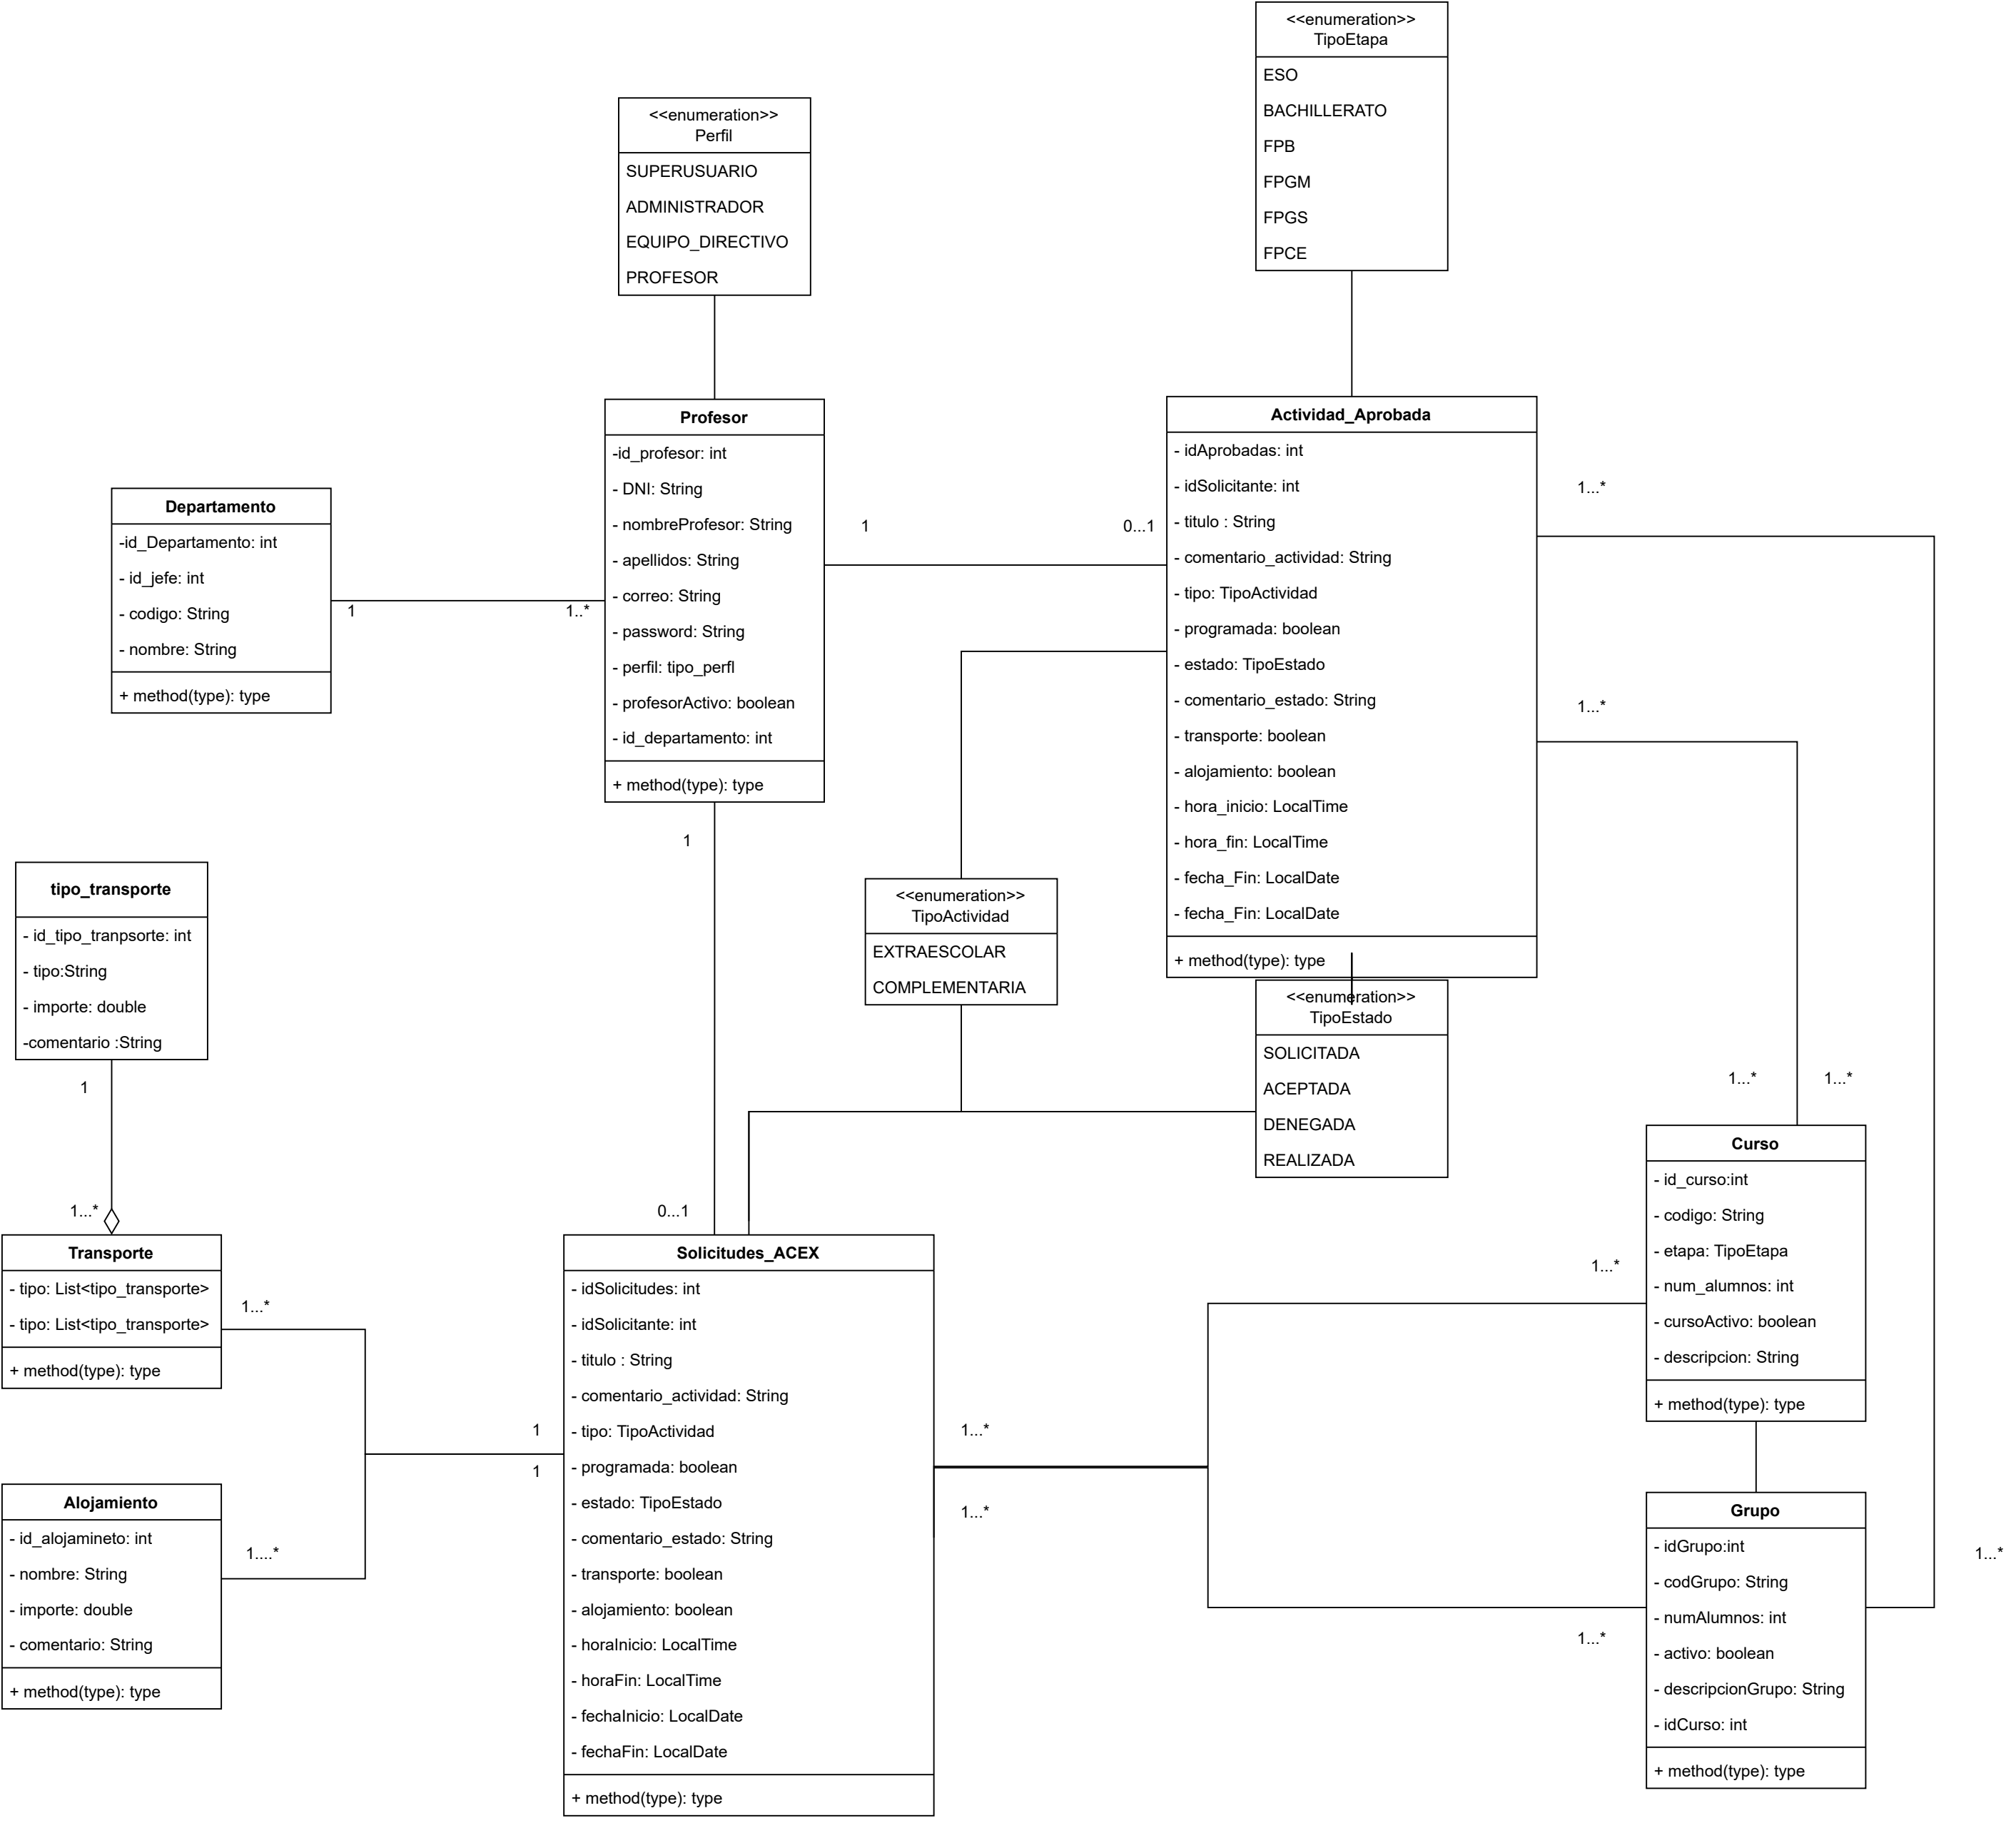 <<enumeration>>
TipoEtapa
ESO
BACHILLERATO
FPB
FPGM
FPGS
FPCE
<<enumeration>>
Perfil
SUPERUSUARIO
ADMINISTRADOR
EQUIPO_DIRECTIVO
PROFESOR
Profesor
-id_profesor: int
- DNI: String
- nombreProfesor: String
- apellidos: String
- correo: String
- password: String
- perfil: tipo_perfl
- profesorActivo: boolean
- id_departamento: int
+ method(type): type
Actividad_Aprobada
- idAprobadas: int
- idSolicitante: int
- titulo : String
- comentario_actividad: String
- tipo: TipoActividad
- programada: boolean
- estado: TipoEstado
- comentario_estado: String
- transporte: boolean
- alojamiento: boolean
- hora_inicio: LocalTime
- hora_fin: LocalTime
- fecha_Fin: LocalDate
- fecha_Fin: LocalDate
+ method(type): type
Departamento
-id_Departamento: int
- id_jefe: int
- codigo: String
- nombre: String
+ method(type): type
1
1..*
1
0...1
1...*
1...*
1
0...1
tipo_transporte
- id_tipo_tranpsorte: int
- tipo:String
- importe: double
-comentario :String
1
1...*
<<enumeration>>
TipoActividad
EXTRAESCOLAR
COMPLEMENTARIA
<<enumeration>>
TipoEstado
SOLICITADA
ACEPTADA
DENEGADA
REALIZADA
1...*
1...*
Curso
- id_curso:int
- codigo: String
- etapa: TipoEtapa
- num_alumnos: int
- cursoActivo: boolean
- descripcion: String
+ method(type): type
1...*
Transporte
- tipo: List<tipo_transporte>
- tipo: List<tipo_transporte>
+ method(type): type
1...*
Solicitudes_ACEX
- idSolicitudes: int
- idSolicitante: int
- titulo : String
- comentario_actividad: String
- tipo: TipoActividad
- programada: boolean
- estado: TipoEstado
- comentario_estado: String
- transporte: boolean
- alojamiento: boolean
- horaInicio: LocalTime
- horaFin: LocalTime
- fechaInicio: LocalDate
- fechaFin: LocalDate
+ method(type): type
1
1
1...*
1...*
Alojamiento
- id_alojamineto: int
- nombre: String
- importe: double
- comentario: String
+ method(type): type
1....*
Grupo
- idGrupo:int
- codGrupo: String
- numAlumnos: int
- activo: boolean
- descripcionGrupo: String
- idCurso: int
+ method(type): type
1...*
1...*